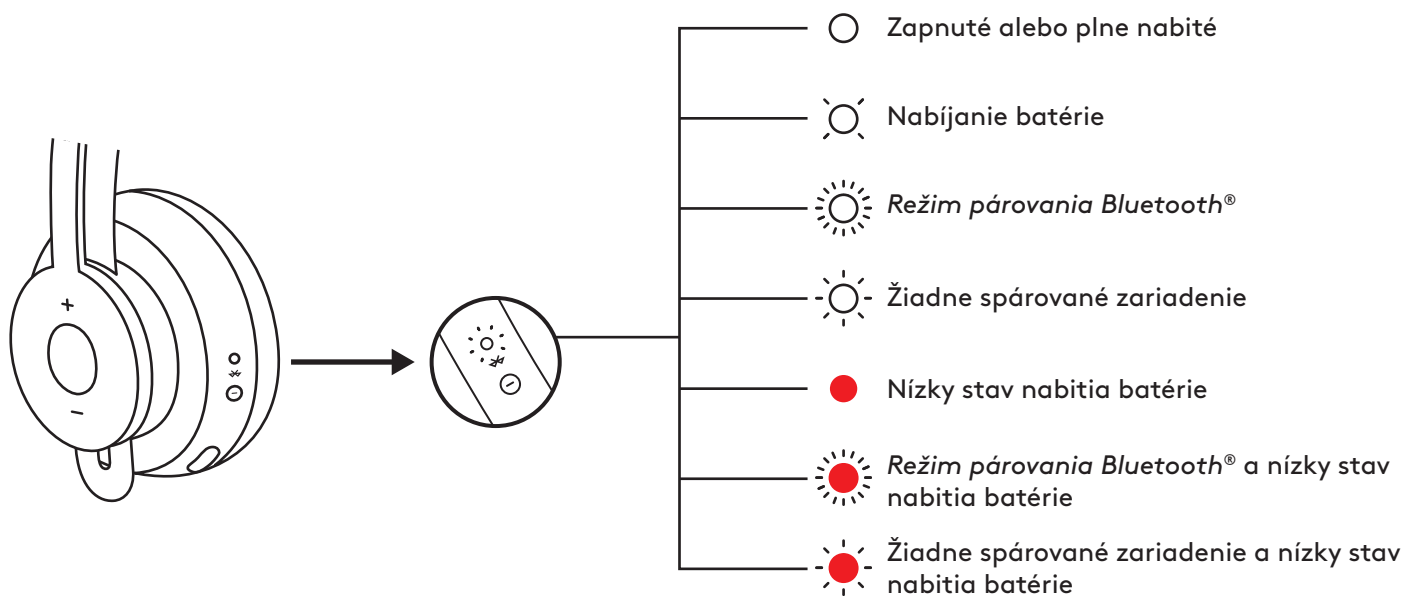 Zapnuté alebo plne nabité
Nabíjanie batérie
Režim párovania Bluetooth®
Žiadne spárované zariadenie
Nízky stav nabitia batérie
Režim párovania Bluetooth® a nízky stav
nabitia batérie
Žiadne spárované zariadenie a nízky stav
nabitia batérie